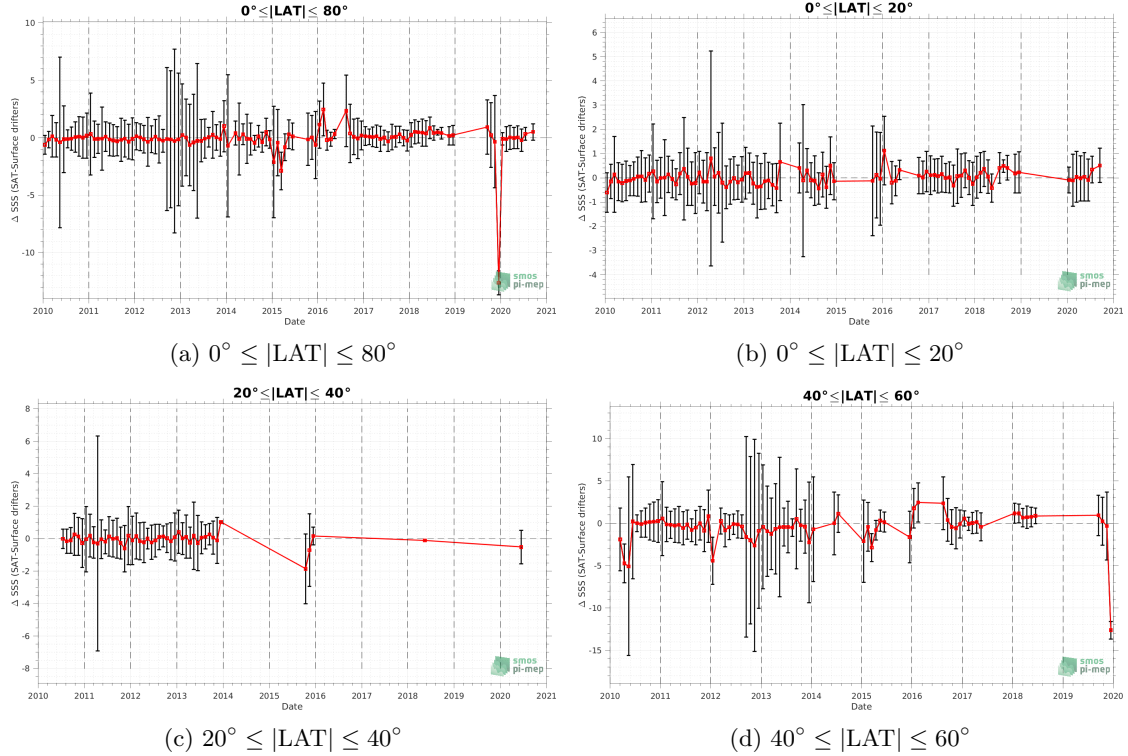 0°≤|LAT|≤ 80°
10
5
0
-5
-10
Δ SSS (SAT-Surface drifters)
2010 2011 2012 2013 2014 2015 2016 2017 2018 2019 2020 2021
Date
smos
pi-mep
(a) 0° ≤ |LAT| ≤ 80°
0°≤|LAT|≤ 20°
6
5
4
3
2
1
0
-1
-2
-3
-4
Δ SSS (SAT-Surface drifters)
2010 2011 2012 2013 2014 2015 2016 2017 2018 2019 2020 2021
Date
smos
pi-mep
(b) 0° ≤ |LAT| ≤ 20°
20°≤|LAT|≤ 40°
8
6
4
2
0
-2
-4
-6
-8
Δ SSS (SAT-Surface drifters)
2010 2011 2012 2013 2014 2015 2016 2017 2018 2019 2020 2021
Date
smos
pi-mep
(c) 20° ≤ |LAT| ≤ 40°
40°≤|LAT|≤ 60°
10
5
0
-5
-10
-15
Δ SSS (SAT-Surface drifters)
2010 2011 2012 2013 2014 2015 2016 2017 2018 2019 2020
Date
smos
pi-mep
(d) 40° ≤ |LAT| ≤ 60°